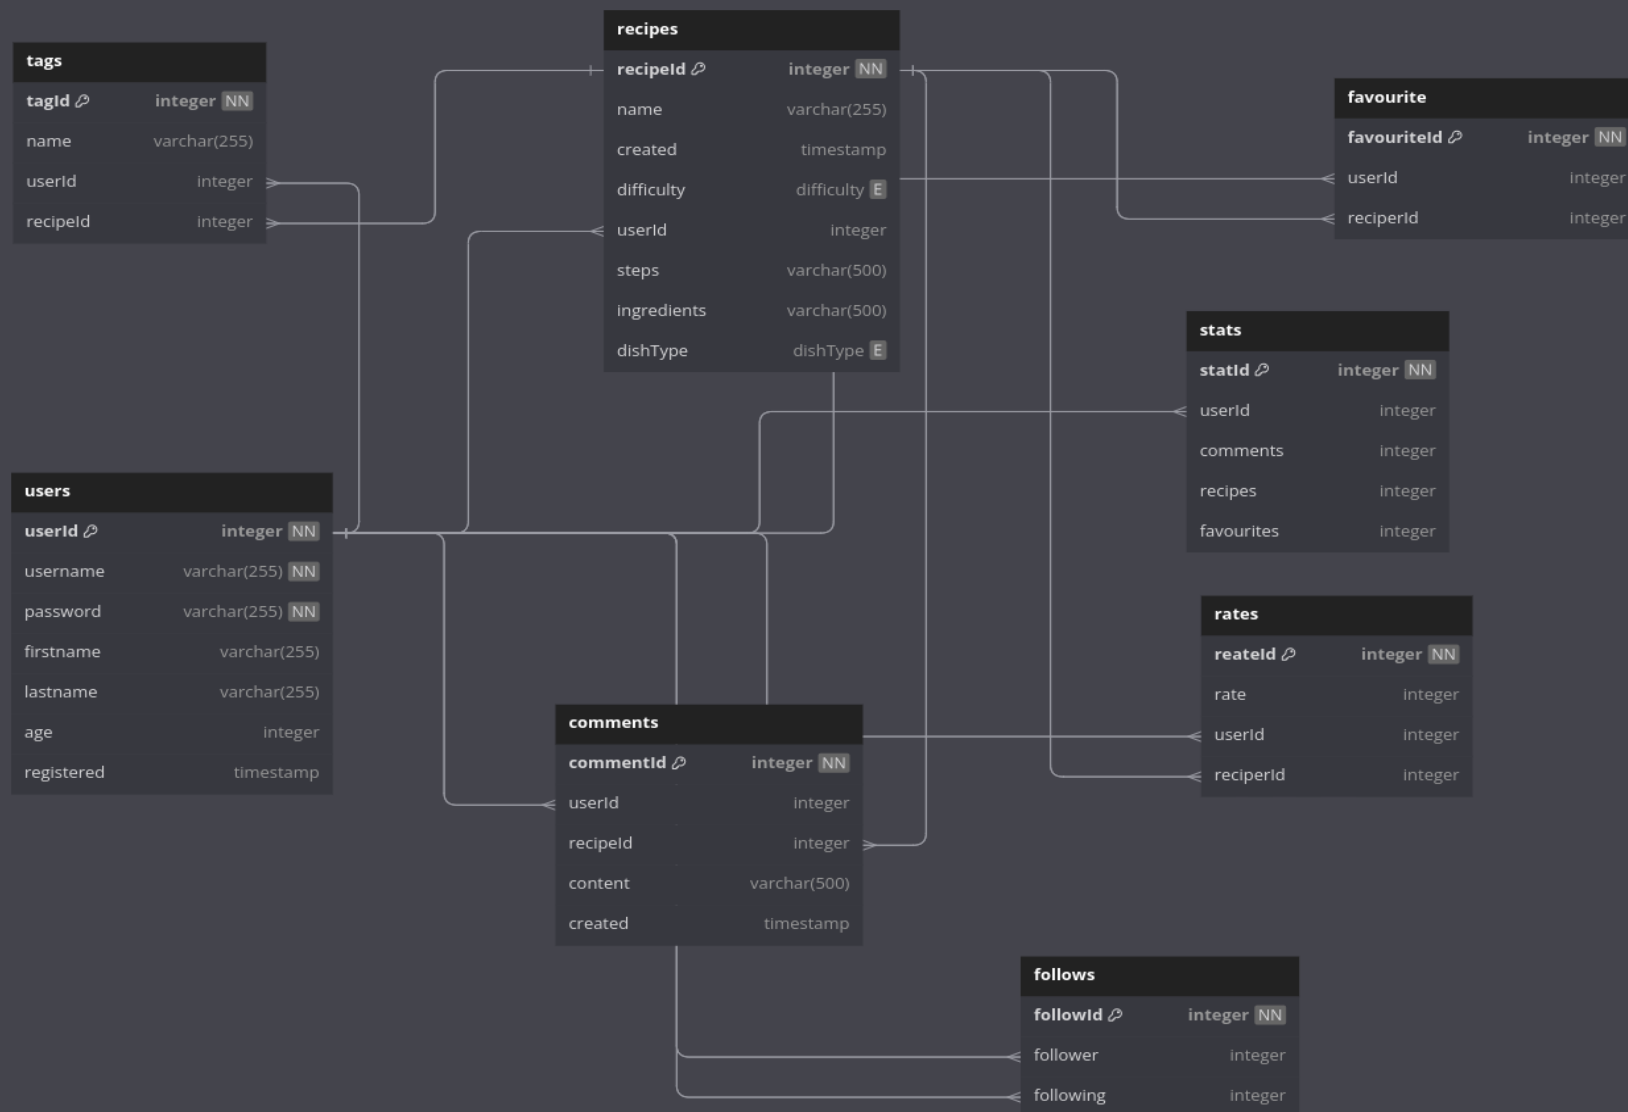 tags
tagId integer NN
name varchar(255)
userId integer
recipeId integer
recipes
recipeId integer NN
name varchar(255)
created timestamp
difficulty difficulty E
userId integer
steps varchar(500)
ingredients varchar(500)
dishType dishType E
favourite
favouriteId integer NN
userId integer
reciperId integer
stats
statId integer NN
userId integer
comments integer
recipes integer
favourites integer
users
userId integer NN
username varchar(255) NN
password varchar(255) NN
firstname varchar(255)
lastname varchar(255)
age integer
registered timestamp
rates
reateId integer NN
rate integer
userId integer
reciperId integer
comments
commentId integer NN
userId integer
recipeId integer
content varchar(500)
created timestamp
follows
followId integer NN
follower integer
following integer